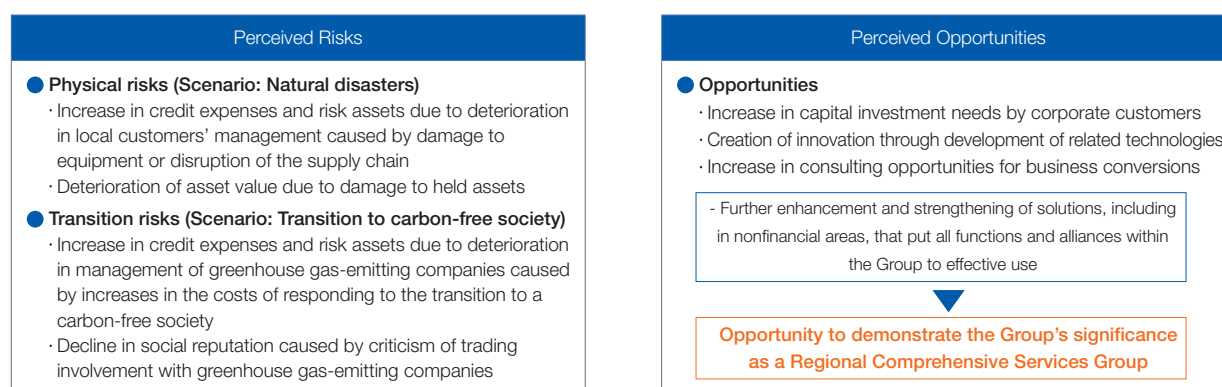 Perceived Risks
● Physical risks (Scenario: Natural disasters)
· Increase in credit expenses and risk assets due to deterioration
in local customers’ management caused by damage to
equipment or disruption of the supply chain
· Deterioration of asset value due to damage to held assets
● Transition risks (Scenario: Transition to carbon-free society)
· Increase in credit expenses and risk assets due to deterioration
in management of greenhouse gas-emitting companies caused
by increases in the costs of responding to the transition to a
carbon-free society
· Decline in social reputation caused by criticism of trading
involvement with greenhouse gas-emitting companies
Perceived Opportunities
● Opportunities
· Increase in capital investment needs by corporate customers
· Creation of innovation through development of related technologies
· Increase in consulting opportunities for business conversions
- Further enhancement and strengthening of solutions, including
in nonfinancial areas, that put all functions and alliances within
the Group to effective use
Opportunity to demonstrate the Group’s significance
as a Regional Comprehensive Services Group